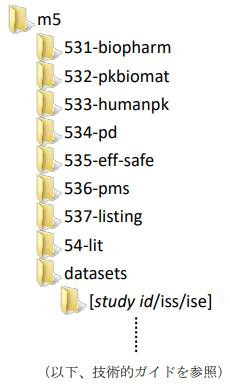 m5
531-biopharm
532-pkbiomat
533-humanpk
534-pd
535-eff-safe
536-pms
537-listing
54-lit
datasets
[study id/iss/ise]
（以下、技術的ガイドを参照）